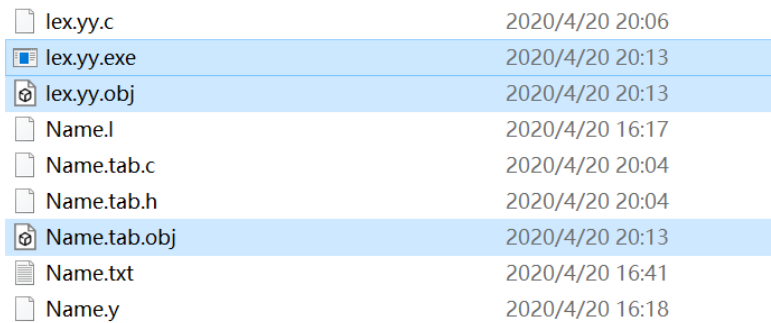 lex.yy.c 2020/4/20 20:06
lex.yy.exe 2020/4/20 20:13
lex.yy.obj 2020/4/20 20:13
Name.l 2020/4/20 16:17
Name.tab.c 2020/4/20 20:04
Name.tab.h 2020/4/20 20:04
Name.tab.obj 2020/4/20 20:13
Name.txt 2020/4/20 16:41
Name.y 2020/4/20 16:18